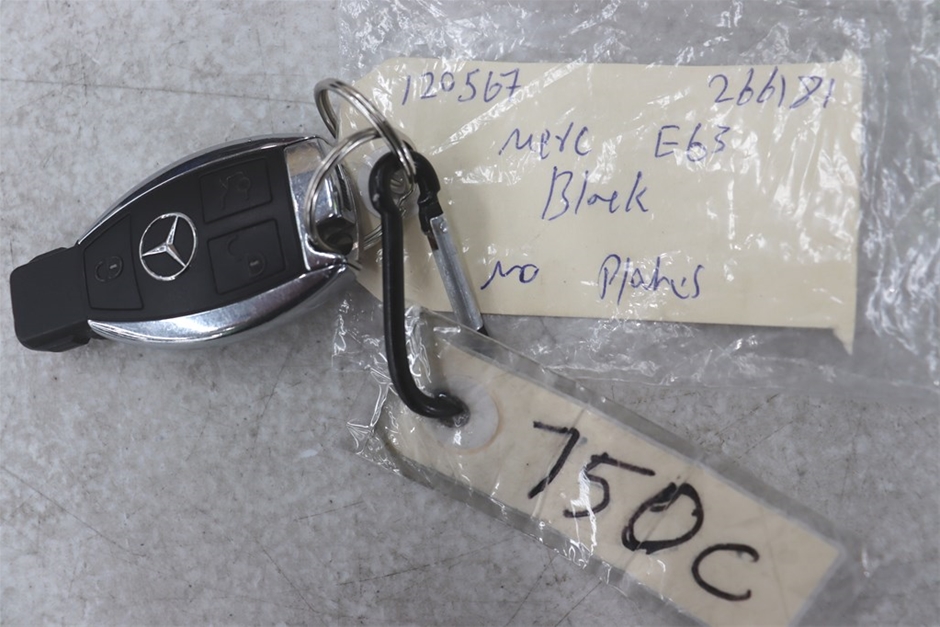 120567 266181
Merc E63
Black
No Plates
750C